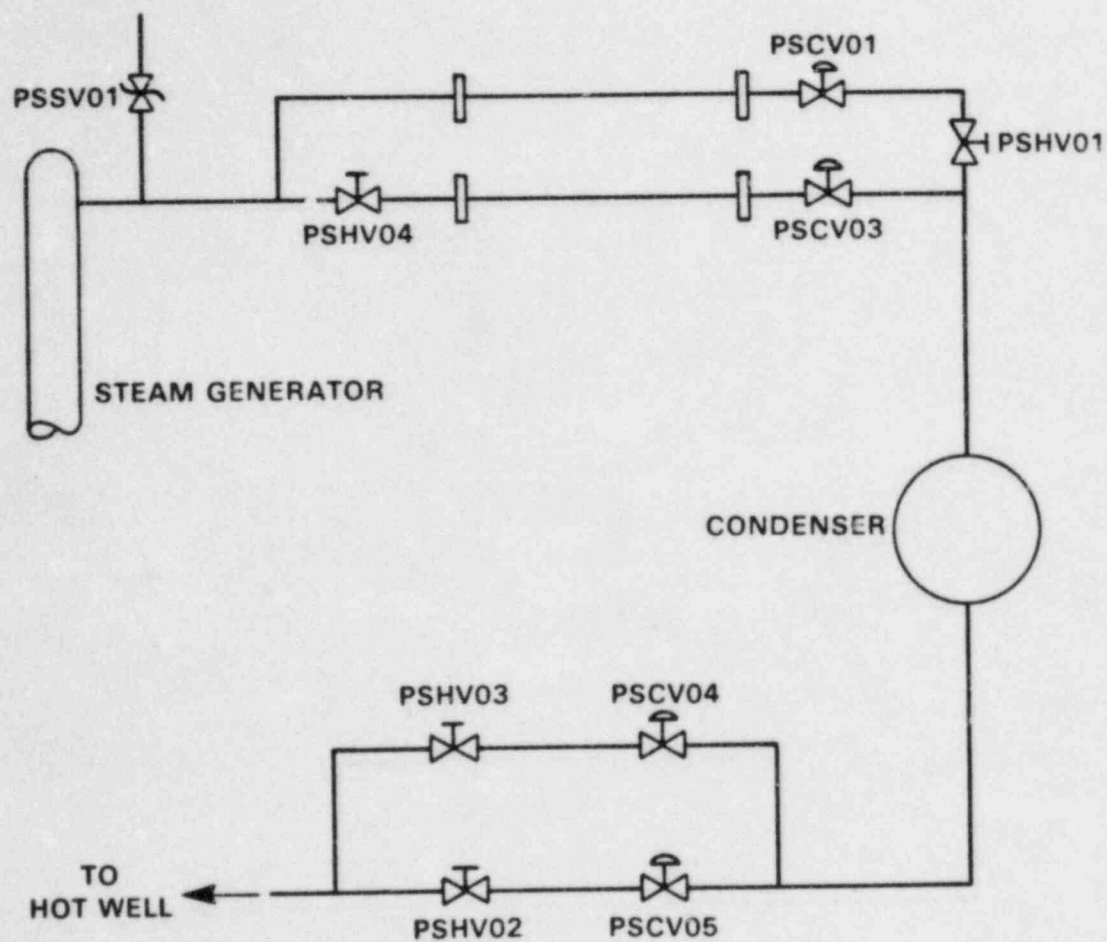 PSCV01
PSSV01
PSHV01
PSHV04
PSCV03
STEAM GENERATOR
CONDENSER
PSHV03
PSCV04
TO
HOT WELL
PSHV02
PSCV05